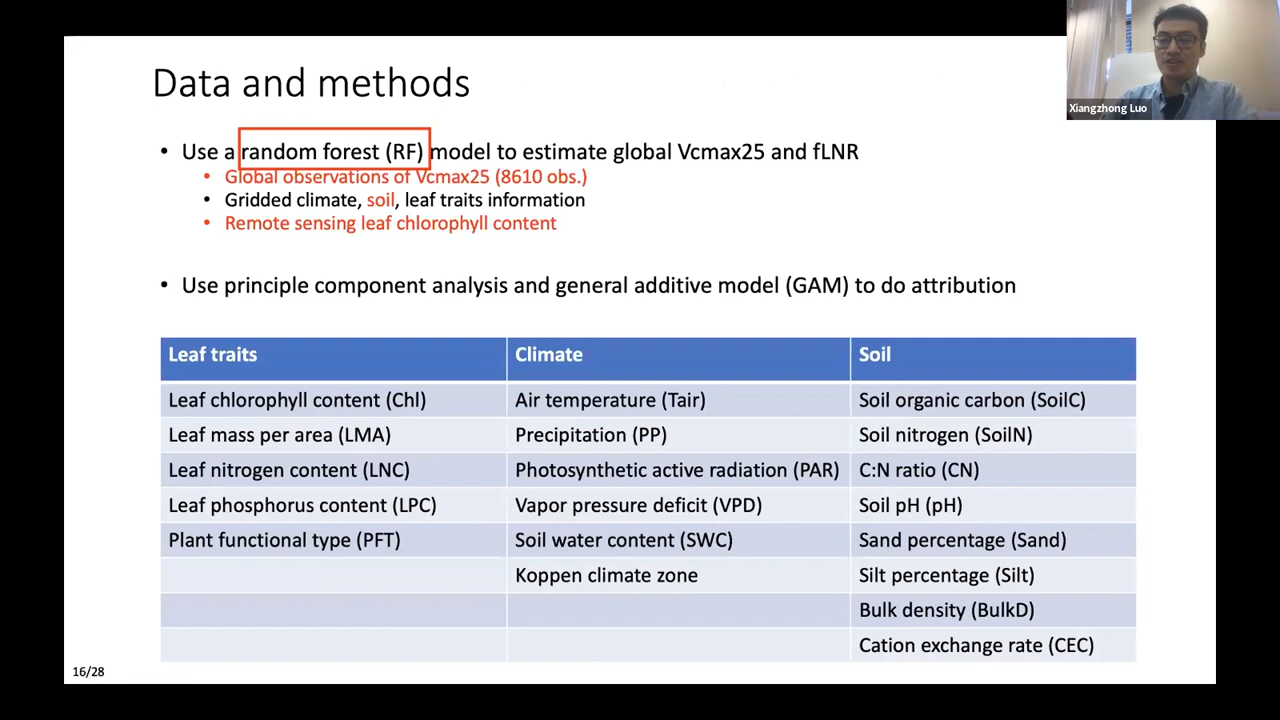 Data and methods
Xiangzhong Luo
• Use a random forest (RF) model to estimate global Vcmax25 and fLNR
• Global observations of Vcmax25 (8610 obs.)
• Gridded climate, soil, leaf traits information
• Remote sensing leaf chlorophyll content
• Use principle component analysis and general additive model (GAM) to do attribution
Leaf traits Climate Soil
Leaf chlorophyll content (Chl) Air temperature (Tair) Soil organic carbon (SoilC)
Leaf mass per area (LMA) Precipitation (PP) Soil nitrogen (SoilN)
Leaf nitrogen content (LNC) Photosynthetic active radiation (PAR) C:N ratio (CN)
Leaf phosphorus content (LPC) Vapor pressure deficit (VPD) Soil pH (pH)
Plant functional type (PFT) Soil water content (SWC) Sand percentage (Sand)
Koppen climate zone Silt percentage (Silt)
Bulk density (BulkD)
Cation exchange rate (CEC)
16/28